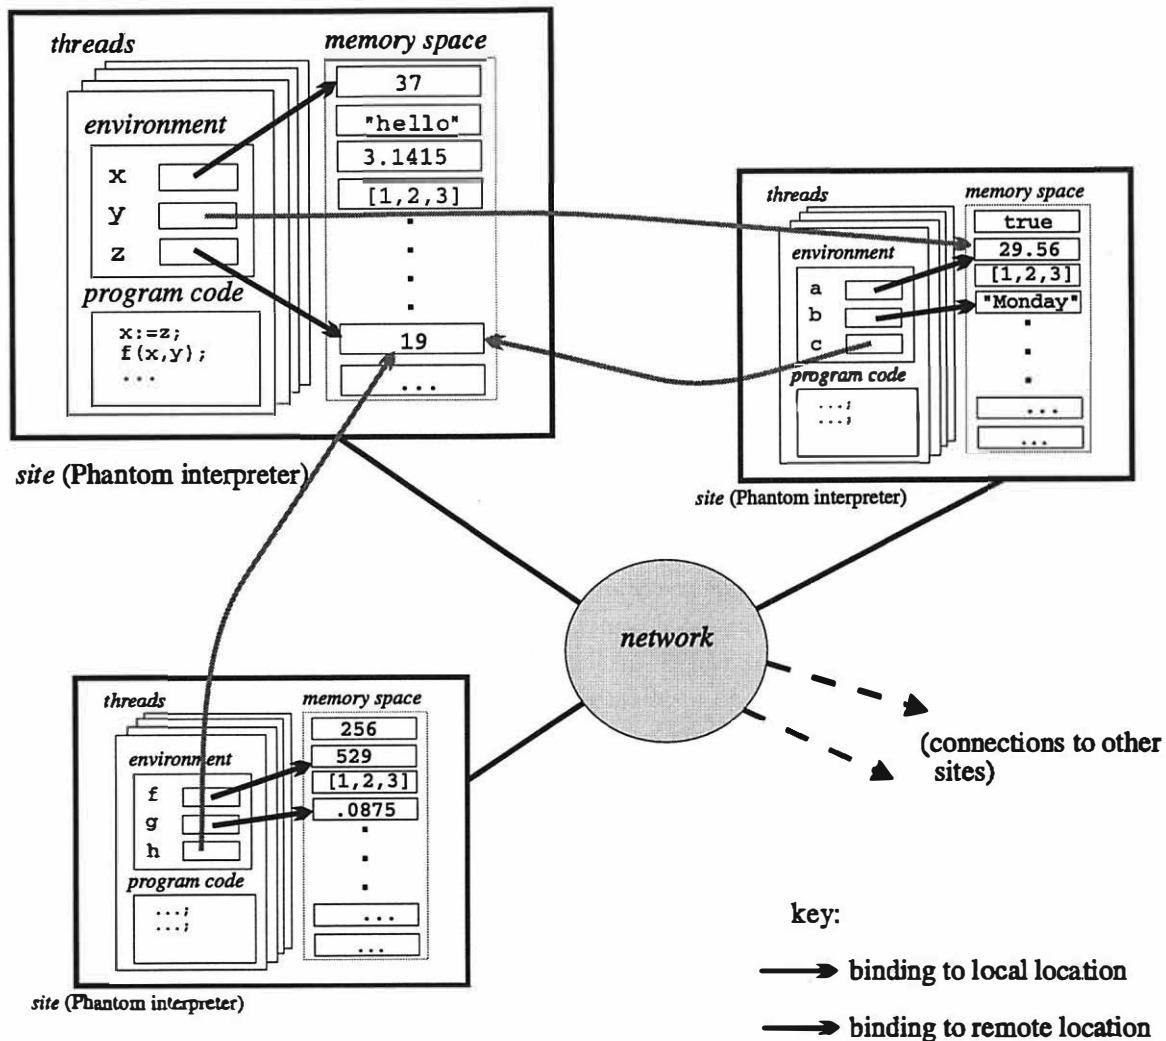 threads
memory space
37
"hello"
3.1415
[1,2,3]
environment
x
y
z
program code
x:=z;
f(x,y);
...
19
...
site (Phantom interpreter)
threads
memory space
true
29.56
[1,2,3]
"Monday"
environment
a
b
c
program code
...;
...;
...
...
site (Phantom interpreter)
network
(connections to other
sites)
threads
memory space
256
529
[1,2,3]
.0875
environment
f
g
h
program code
...;
...;
...
...
site (Phantom interpreter)
key:
binding to local location
binding to remote location